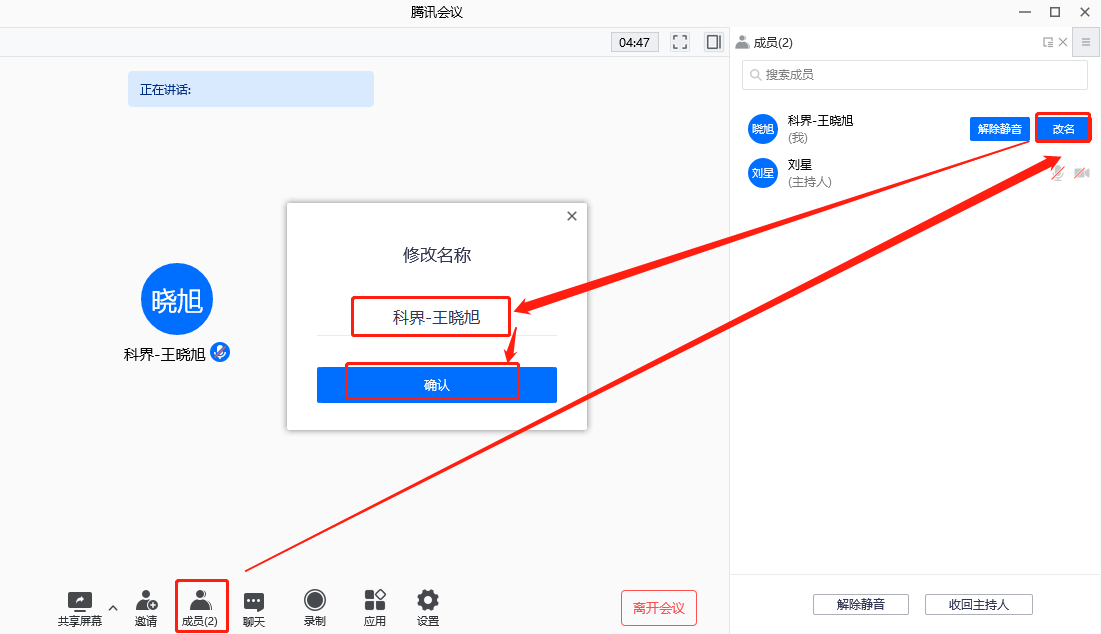 腾讯会议
04:47
成员(2)
正在讲话:
搜索成员
晓旭
科界-王晓旭
(我)
解除静音
改名
刘星
刘星
(主持人)
修改名称
科界-王晓旭
确认
晓旭
科界-王晓旭
共享屏幕
邀请
成员(2)
聊天
录制
应用
设置
离开会议
解除静音
收回主持人